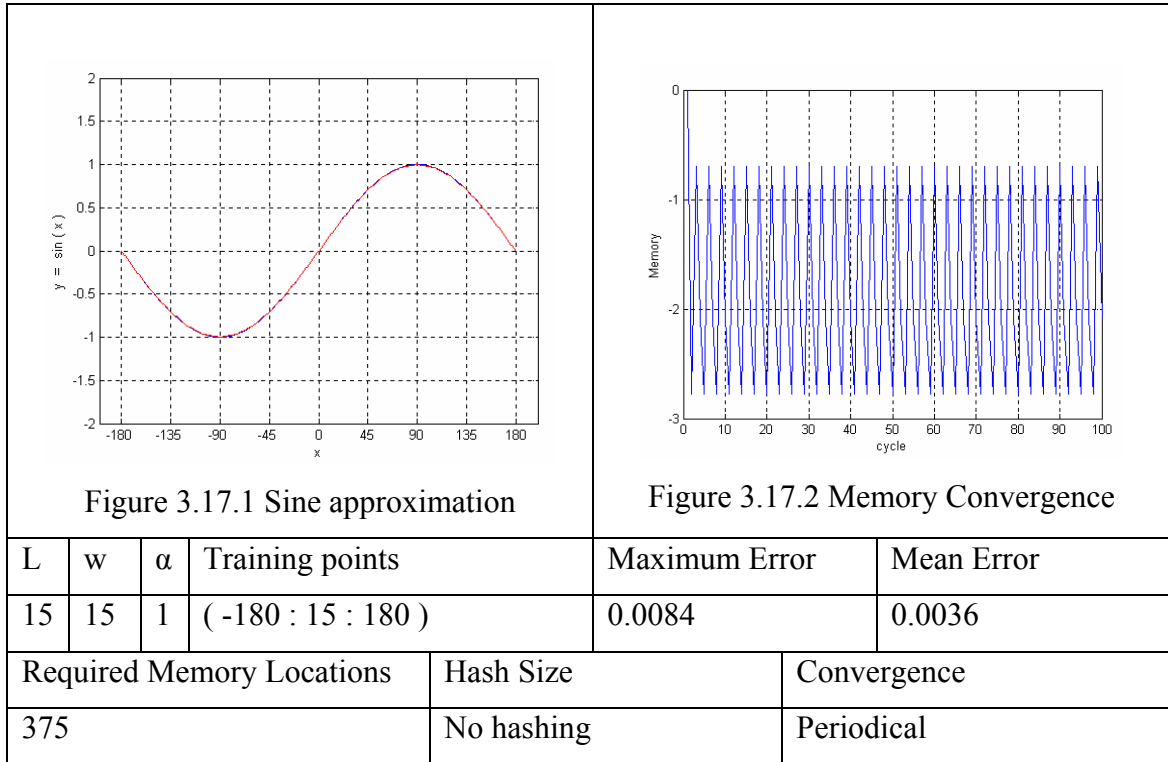 2
1.5
1
0.5
0
-0.5
-1
-1.5
-2
y = sin ( x )
-180 -135 -90 -45 0 45 90 135 180
x
Figure 3.17.1 Sine approximation
0
-1
-2
-3
Memory
0 10 20 30 40 50 60 70 80 90 100
cycle
Figure 3.17.2 Memory Convergence
L w α Training points Maximum Error Mean Error
15 15 1 ( -180 : 15 : 180 ) 0.0084 0.0036
Required Memory Locations Hash Size Convergence
375 No hashing Periodical